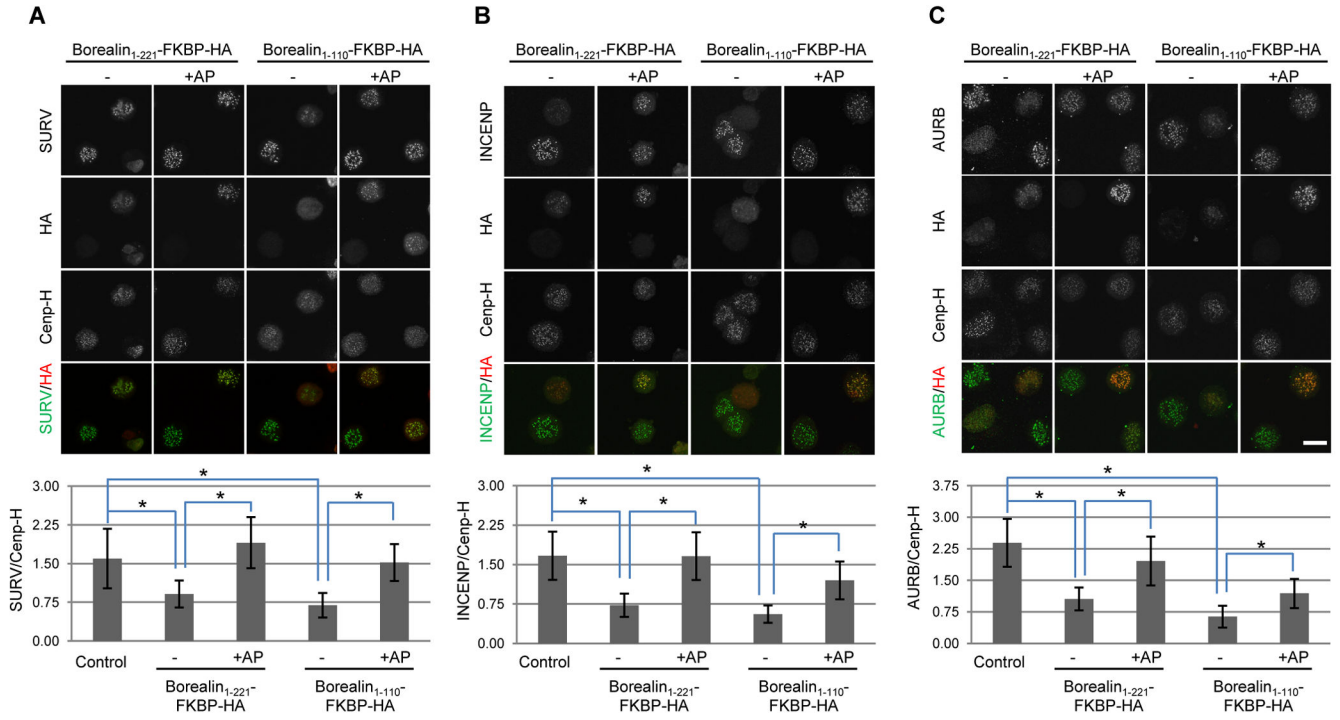 A
Borealin1-221-FKBP-HA Borealin1-110-FKBP-HA
- +AP - +AP
SURV
HA
Cenp-H
SURV/HA
SURV/Cenp-H
3.00
2.25
1.50
0.75
0.00
* * * *
Control - +AP - +AP
Borealin1-221- Borealin1-110-
FKBP-HA FKBP-HA
B
Borealin1-221-FKBP-HA Borealin1-110-FKBP-HA
- +AP - +AP
INCENP
HA
Cenp-H
INCENP/HA
INCENP/Cenp-H
3.00
2.25
1.50
0.75
0.00
* * * *
Control - +AP - +AP
Borealin1-221- Borealin1-110-
FKBP-HA FKBP-HA
C
Borealin1-221-FKBP-HA Borealin1-110-FKBP-HA
- +AP - +AP
AURB
HA
Cenp-H
AURB/HA
AURB/Cenp-H
3.75
3.00
2.25
1.50
0.75
0.00
* * * *
Control - +AP - +AP
Borealin1-221- Borealin1-110-
FKBP-HA FKBP-HA